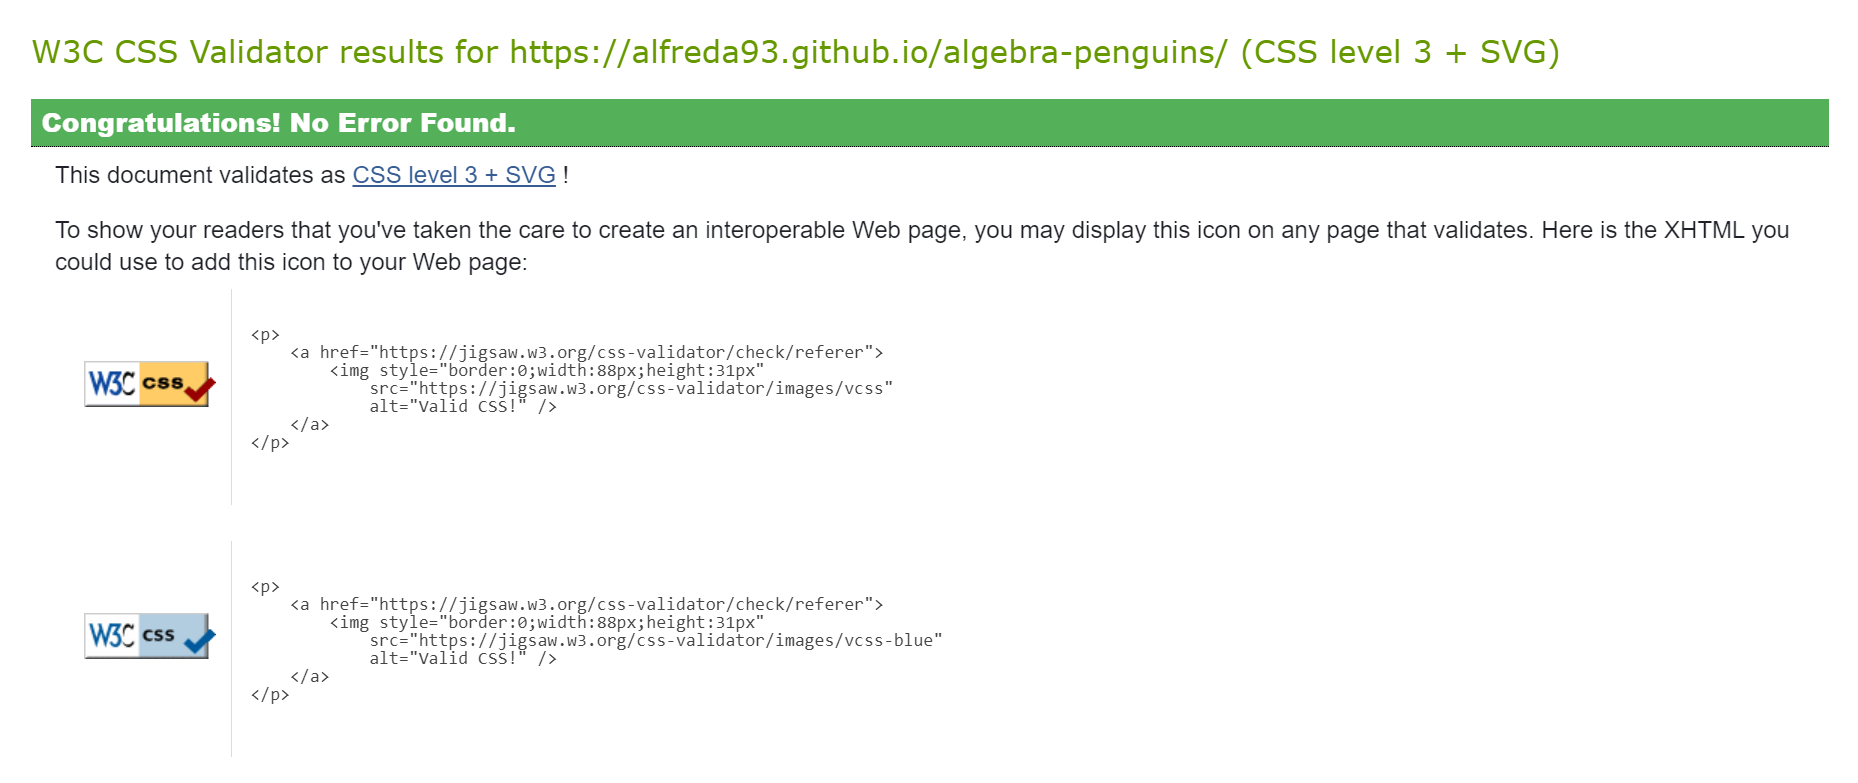 W3C CSS Validator results for https://alfreda93.github.io/algebra-penguins/ (CSS level 3 + SVG)
Congratulations! No Error Found.
This document validates as CSS level 3 + SVG !
To show your readers that you've taken the care to create an interoperable Web page, you may display this icon on any page that validates. Here is the XHTML you
could use to add this icon to your Web page:
W3C css
<p>
    <a href="https://jigsaw.w3.org/css-validator/check/referer">
        <img style="border:0;width:88px;height:31px"
            src="https://jigsaw.w3.org/css-validator/images/vcss"
            alt="Valid CSS!" />
    </a>
</p>
W3C css
<p>
    <a href="https://jigsaw.w3.org/css-validator/check/referer">
        <img style="border:0;width:88px;height:31px"
            src="https://jigsaw.w3.org/css-validator/images/vcss-blue"
            alt="Valid CSS!" />
    </a>
</p>